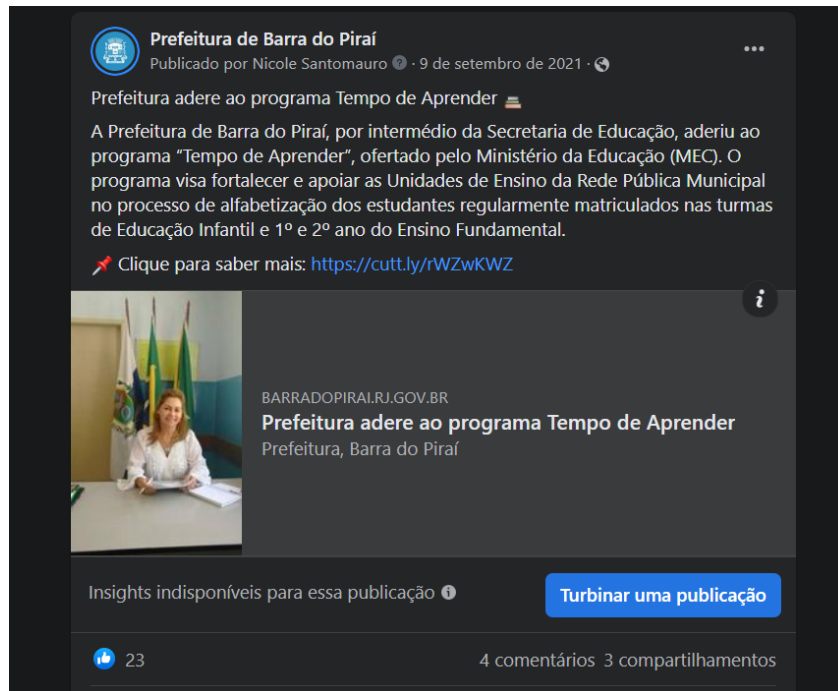 Prefeitura de Barra do Piraí
Publicado por Nicole Santomauro · 9 de setembro de 2021 ·
Prefeitura adere ao programa Tempo de Aprender
A Prefeitura de Barra do Piraí, por intermédio da Secretaria de Educação, aderiu ao
programa “Tempo de Aprender”, ofertado pelo Ministério da Educação (MEC). O
programa visa fortalecer e apoiar as Unidades de Ensino da Rede Pública Municipal
no processo de alfabetização dos estudantes regularmente matriculados nas turmas
de Educação Infantil e 1º e 2º ano do Ensino Fundamental.
Clique para saber mais: https://cutt.ly/rWZwKWZ
BARRADOPIRAI.RJ.GOV.BR
Prefeitura adere ao programa Tempo de Aprender
Prefeitura, Barra do Piraí
Insights indisponíveis para essa publicação
Turbinar uma publicação
23
4 comentários 3 compartilhamentos